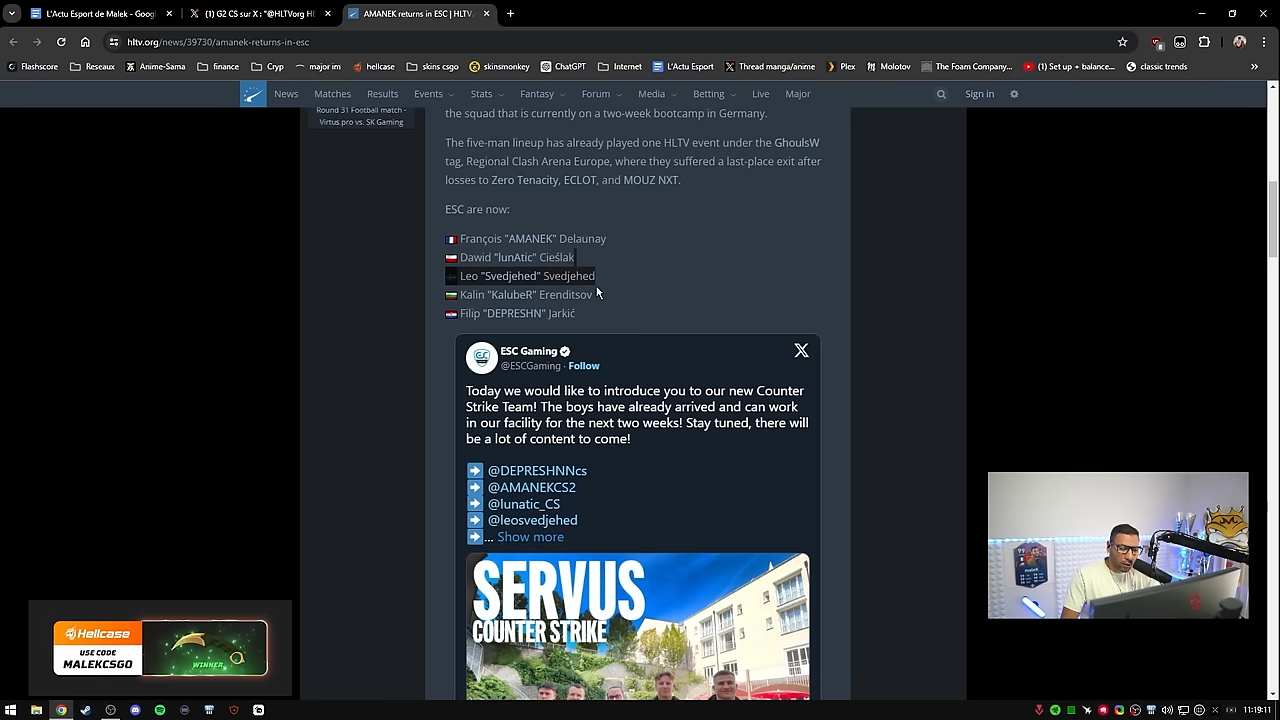 L'Actu Esport de Malek - Goog
(1) G2 CS sur X : "@HLTVorg H
AMANEK returns in ESC | HLTV.
hltv.org/news/39730/amanek-returns-in-esc
Flashscore
Reseaux
Anime-Sama
finance
Cryp
major im
hellcase
skins csgo
skinsmonkey
ChatGPT
Internet
L'Actu Esport
Thread manga/anime
Plex
Molotov
The Foam Company...
(1) Set up + balance...
classic trends
News
Matches
Results
Events
Stats
Fantasy
Forum
Media
Betting
Live
Major
Sign in
Round 31 Football match -
Virtus.pro vs. SK Gaming
the squad that is currently on a two-week bootcamp in Germany.
The five-man lineup has already played one HLTV event under the GhoulsW
tag, Regional Clash Arena Europe, where they suffered a last-place exit after
losses to Zero Tenacity, ECLOT, and MOUZ NXT.
ESC are now:
François "AMANEK" Delaunay
Dawid "lunAtic" Cieślak
Leo "Svedjehed" Svedjehed
Kalin "KalubeR" Erenditsov
Filip "DEPRESHN" Jarkić
ESC Gaming
@ESCGaming · Follow
Today we would like to introduce you to our new Counter
Strike Team! The boys have already arrived and can work
in our facility for the next two weeks! Stay tuned, there will
be a lot of content to come!
@DEPRESHNNcs
@AMANEKCS2
@lunatic_CS
@leosvedjehed
... Show more
SERVUS
COUNTER STRIKE
Hellcase
USE CODE
MALEKCSGO
WINNER
99
maleK
11:19:11